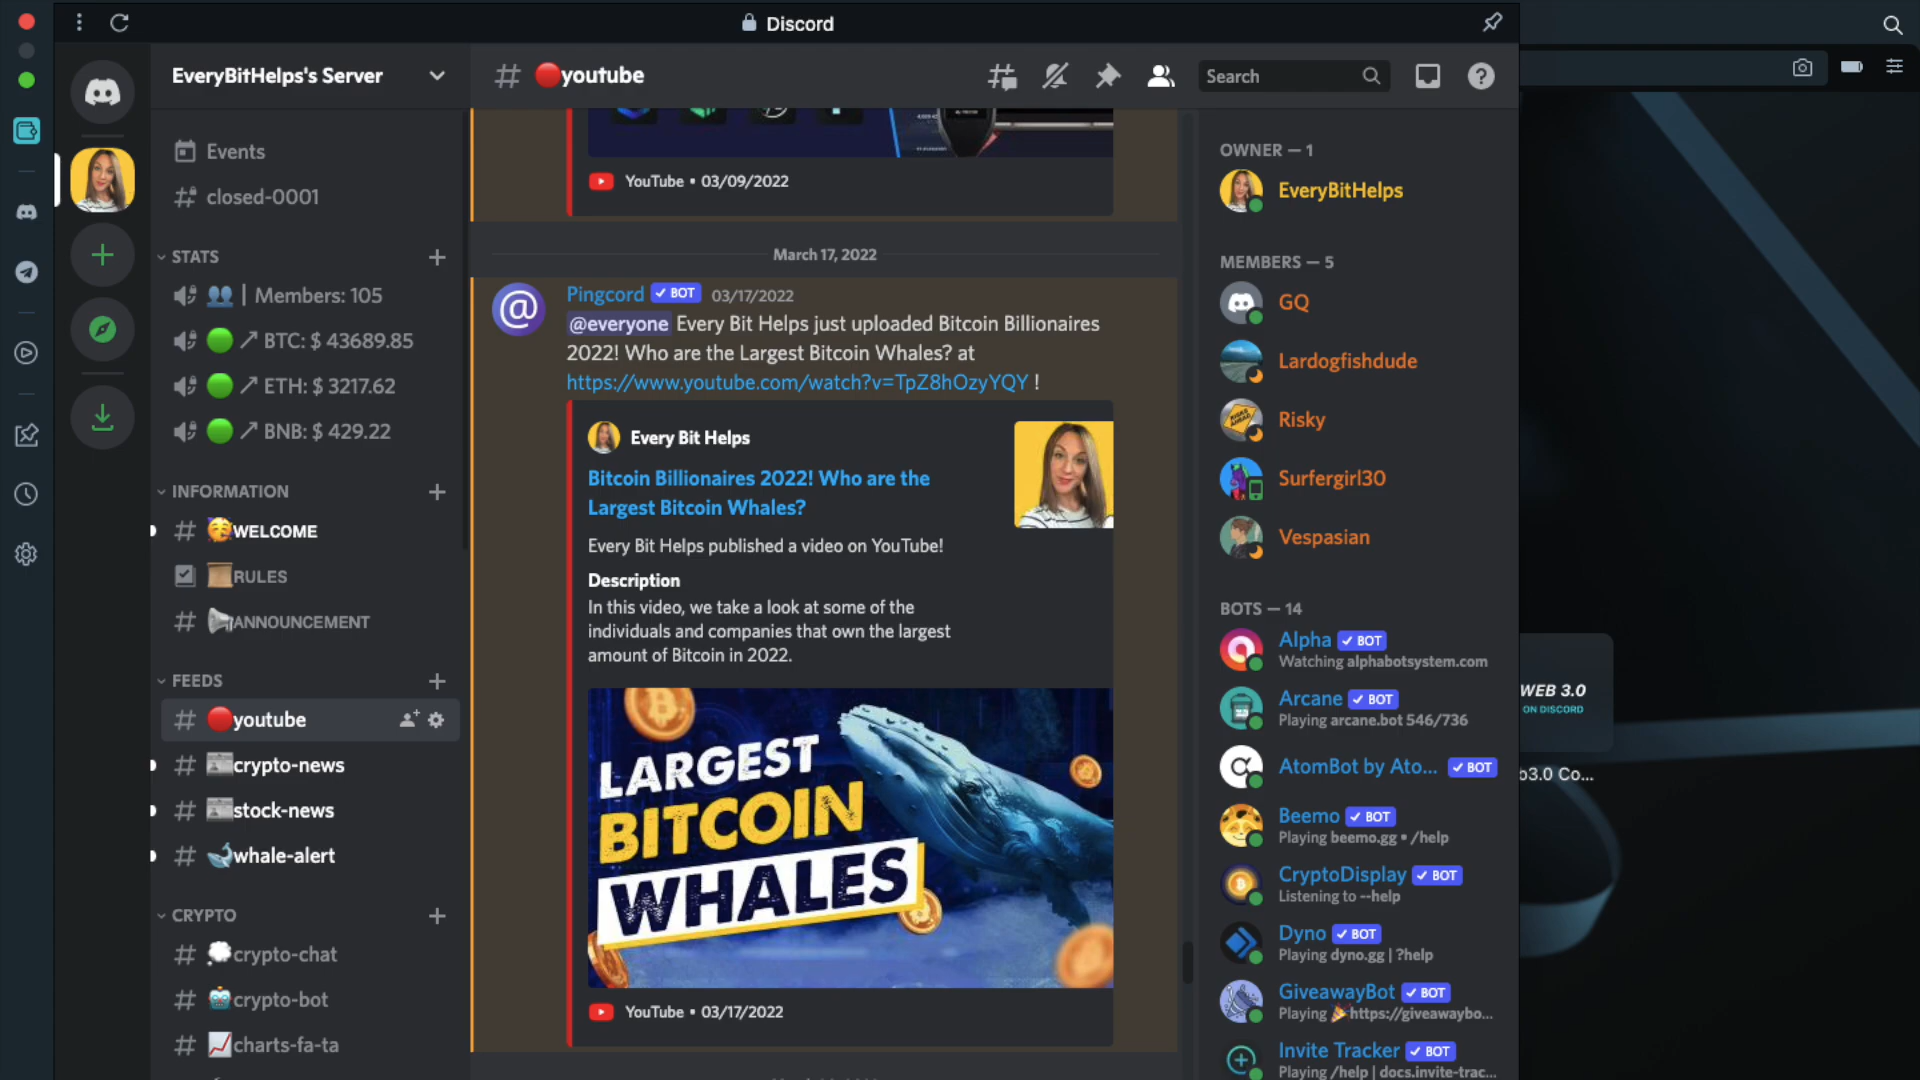 Discord
EveryBitHelps's Server
Events
closed-0001
STATS
| Members: 105
BTC: $ 43689.85
ETH: $ 3217.62
BNB: $ 429.22
INFORMATION
WELCOME
RULES
ANNOUNCEMENT
FEEDS
youtube
crypto-news
stock-news
whale-alert
CRYPTO
crypto-chat
crypto-bot
charts-fa-ta
youtube
Search
YouTube • 03/09/2022
March 17, 2022
Pingcord BOT 03/17/2022
@everyone Every Bit Helps just uploaded Bitcoin Billionaires
2022! Who are the Largest Bitcoin Whales? at
https://www.youtube.com/watch?v=TpZ8hOzyYQY !
Every Bit Helps
Bitcoin Billionaires 2022! Who are the
Largest Bitcoin Whales?
Every Bit Helps published a video on YouTube!
Description
In this video, we take a look at some of the
individuals and companies that own the largest
amount of Bitcoin in 2022.
LARGEST
BITCOIN
WHALES
YouTube • 03/17/2022
OWNER — 1
EveryBitHelps
MEMBERS — 5
GQ
Lardogfishdude
Risky
Surfergirl30
Vespasian
BOTS — 14
Alpha BOT
Watching alphabotsystem.com
Arcane BOT
Playing arcane.bot 546/736
AtomBot by Ato... BOT
Beemo BOT
Playing beemo.gg • /help
CryptoDisplay BOT
Listening to --help
Dyno BOT
Playing dyno.gg | ?help
GiveawayBot BOT
Playing https://giveawaybo...
Invite Tracker BOT
Playing /help | docs.invite-trac...
WEB 3.0
ON DISCORD
b3.0 Co...